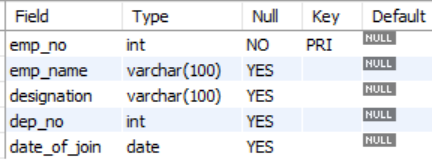 Field Type Null Key Default
emp_no int NO PRI NULL
emp_name varchar(100) YES NULL
designation varchar(100) YES NULL
dep_no int YES NULL
date_of_join date YES NULL